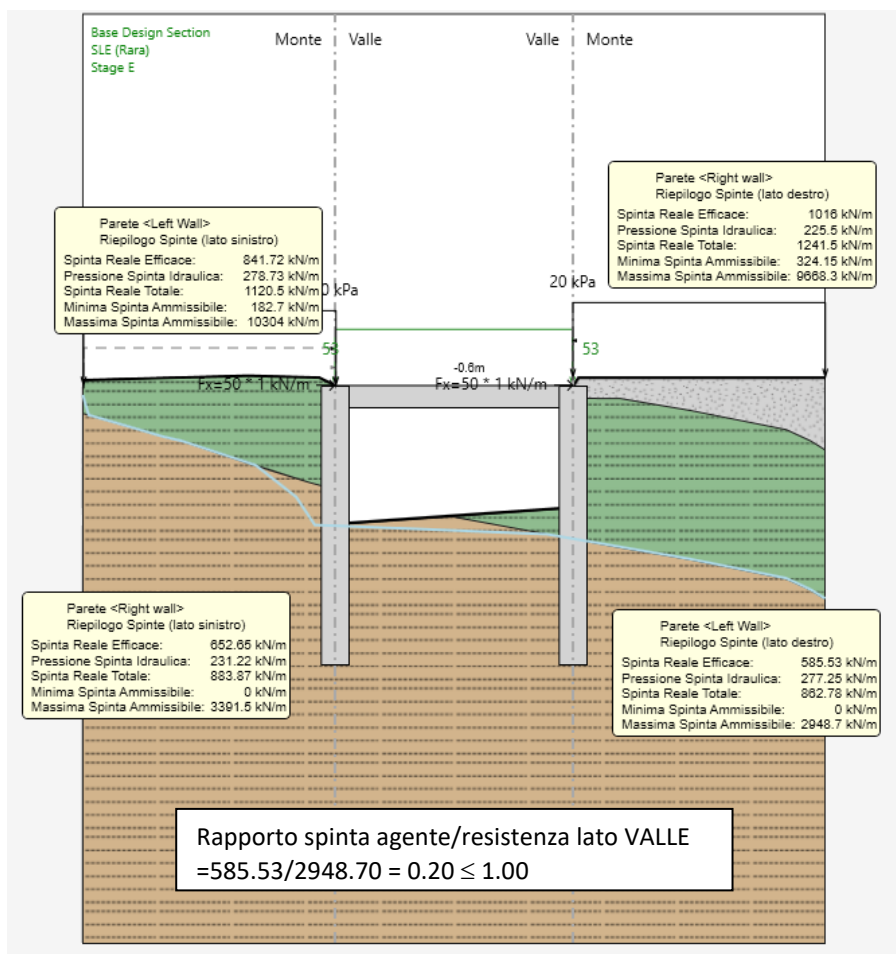 Base Design Section
SLE (Rara)
Stage E
Monte
Valle
Valle
Monte
Parete <Right wall>
Riepilogo Spinte (lato destro)
Spinta Reale Efficace: 1016 kN/m
Pressione Spinta Idraulica: 225.5 kN/m
Spinta Reale Totale: 1241.5 kN/m
Minima Spinta Ammissibile: 324.15 kN/m
Massima Spinta Ammissibile: 9668.3 kN/m
Parete <Left Wall>
Riepilogo Spinte (lato sinistro)
Spinta Reale Efficace: 841.72 kN/m
Pressione Spinta Idraulica: 278.73 kN/m
Spinta Reale Totale: 1120.5 kN/m
Minima Spinta Ammissibile: 182.7 kN/m
Massima Spinta Ammissibile: 10304 kN/m
0 kPa
20 kPa
53
53
-0.6m
Fx=50 * 1 kN/m
Fx=50 * 1 kN/m
Parete <Right wall>
Riepilogo Spinte (lato sinistro)
Spinta Reale Efficace: 652.65 kN/m
Pressione Spinta Idraulica: 231.22 kN/m
Spinta Reale Totale: 883.87 kN/m
Minima Spinta Ammissibile: 0 kN/m
Massima Spinta Ammissibile: 3391.5 kN/m
Parete <Left Wall>
Riepilogo Spinte (lato destro)
Spinta Reale Efficace: 585.53 kN/m
Pressione Spinta Idraulica: 277.25 kN/m
Spinta Reale Totale: 862.78 kN/m
Minima Spinta Ammissibile: 0 kN/m
Massima Spinta Ammissibile: 2948.7 kN/m
Rapporto spinta agente/resistenza lato VALLE
=585.53/2948.70 = 0.20 ≤ 1.00